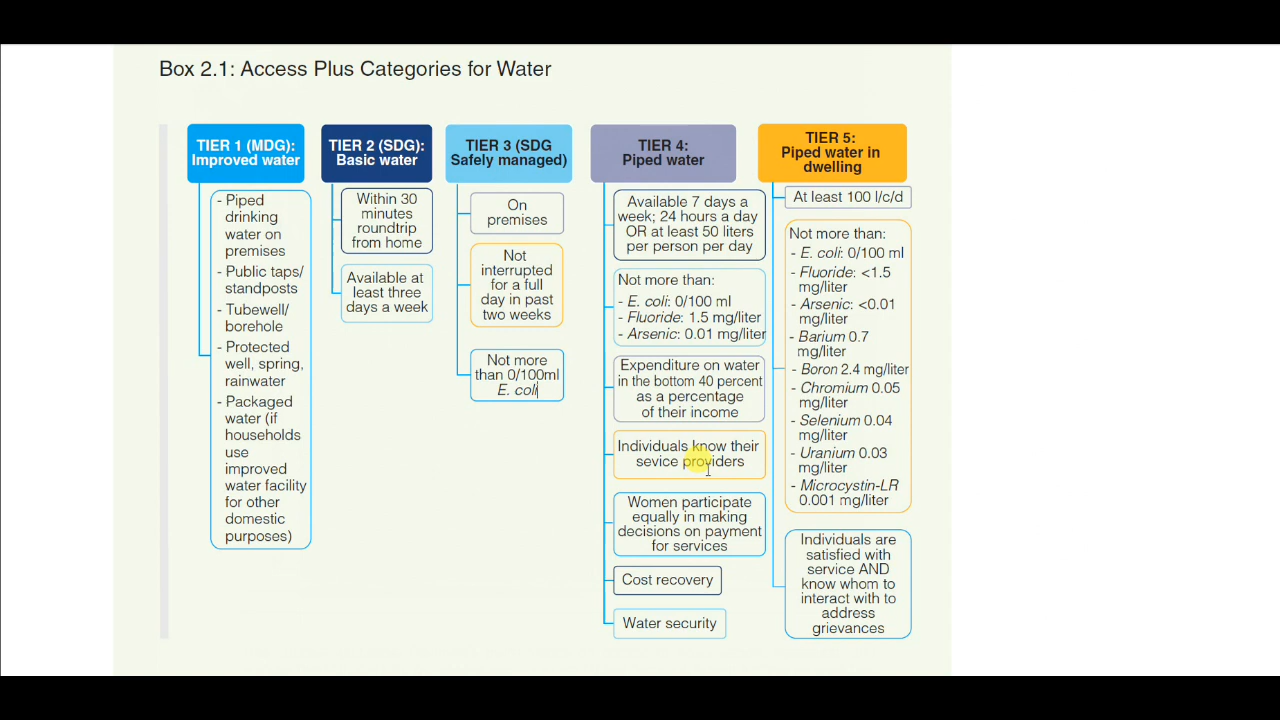 Box 2.1: Access Plus Categories for Water
TIER 1 (MDG):
Improved water
- Piped
drinking
water on
premises
- Public taps/
standposts
- Tubewell/
borehole
- Protected
well, spring,
rainwater
- Packaged
water (if
households
use
improved
water facility
for other
domestic
purposes)
TIER 2 (SDG):
Basic water
Within 30
minutes
roundtrip
from home
Available at
least three
days a week
TIER 3 (SDG
Safely managed)
On
premises
Not
interrupted
for a full
day in past
two weeks
Not more
than 0/100ml
E. coli
TIER 4:
Piped water
Available 7 days a
week; 24 hours a day
OR at least 50 liters
per person per day
Not more than:
- E. coli: 0/100 ml
- Fluoride: 1.5 mg/liter
- Arsenic: 0.01 mg/liter
Expenditure on water
in the bottom 40 percent
as a percentage
of their income
Individuals know their
sevice providers
Women participate
equally in making
decisions on payment
for services
Cost recovery
Water security
TIER 5:
Piped water in
dwelling
At least 100 l/c/d
Not more than:
- E. coli: 0/100 ml
- Fluoride: <1.5
mg/liter
- Arsenic: <0.01
mg/liter
- Barium 0.7
mg/liter
- Boron 2.4 mg/liter
- Chromium 0.05
mg/liter
- Selenium 0.04
mg/liter
- Uranium 0.03
mg/liter
- Microcystin-LR
0.001 mg/liter
Individuals are
satisfied with
service AND
know whom to
interact with to
address
grievances